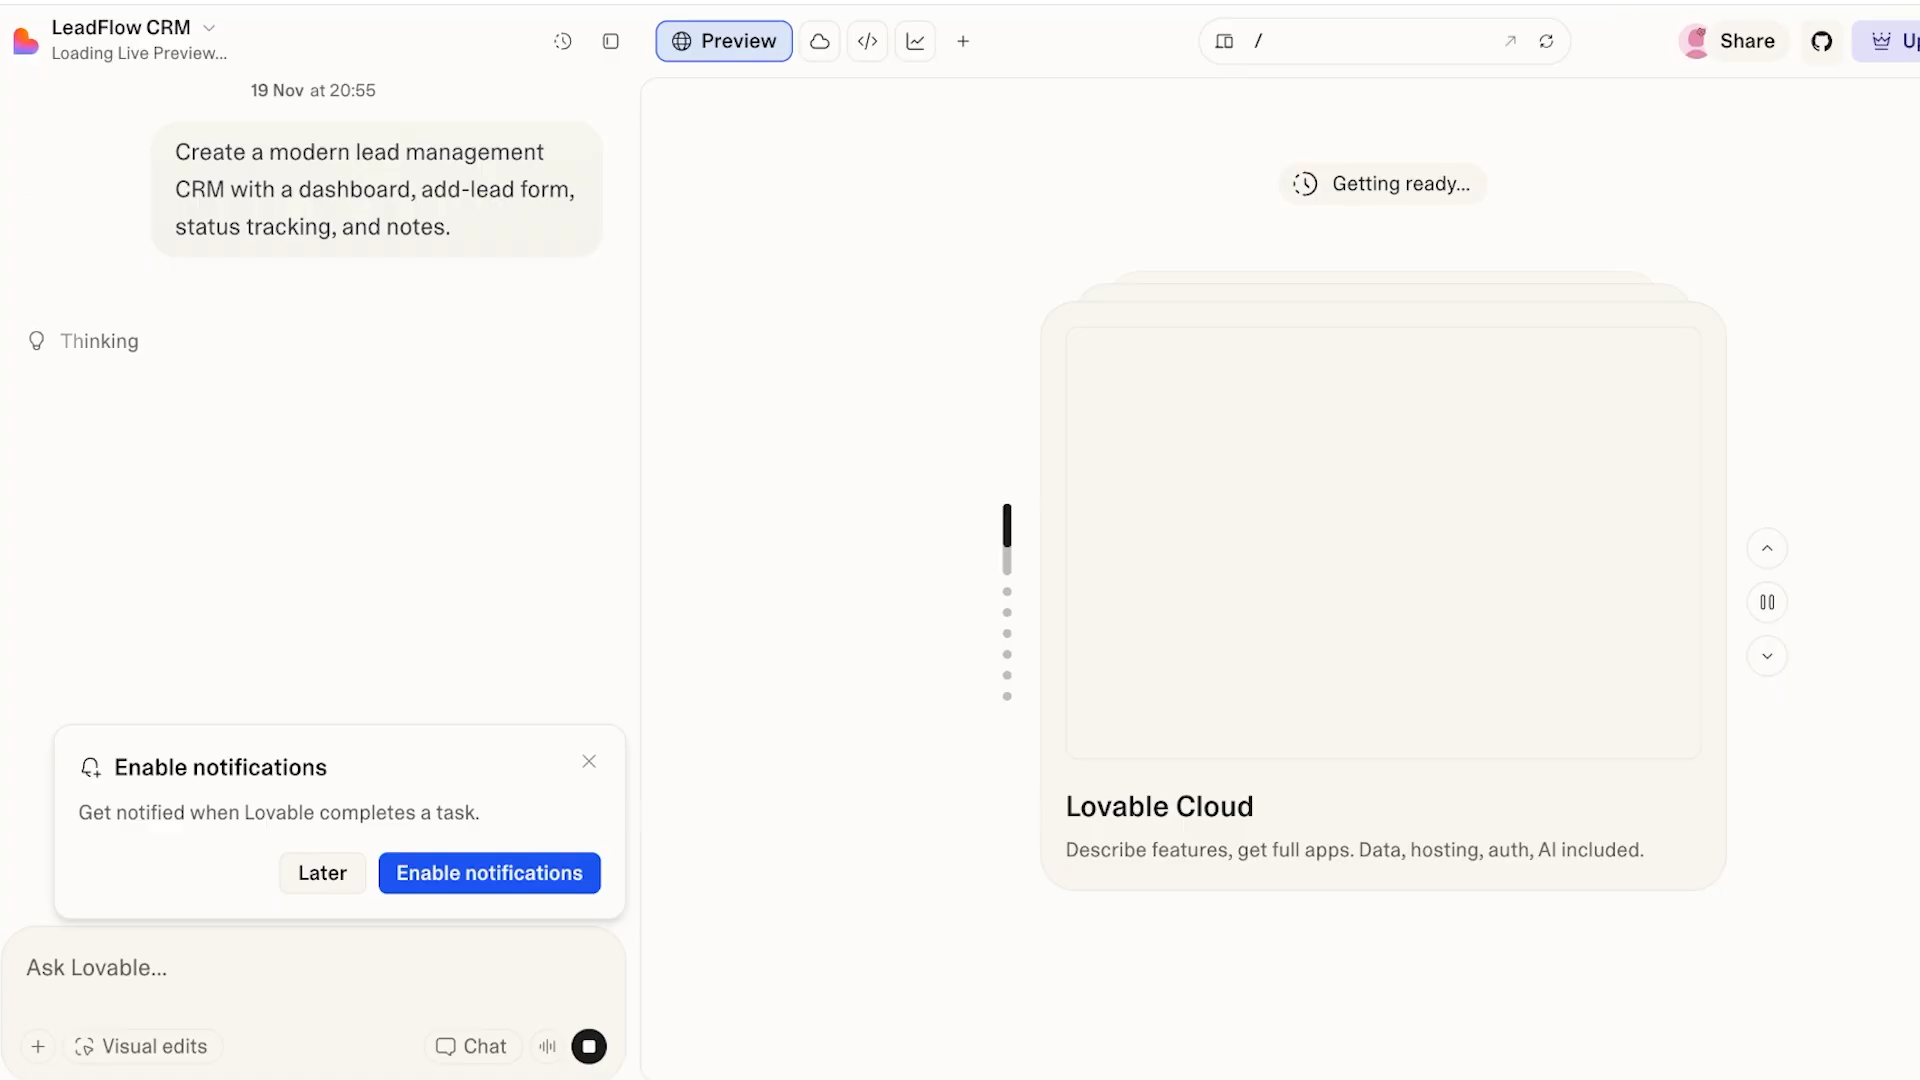 LeadFlow CRM
Loading Live Preview...
Preview
/
Share
Up
19 Nov at 20:55
Create a modern lead management
CRM with a dashboard, add-lead form,
status tracking, and notes.
Thinking
Getting ready...
Lovable Cloud
Describe features, get full apps. Data, hosting, auth, AI included.
Enable notifications
Get notified when Lovable completes a task.
Later
Enable notifications
Ask Lovable...
Visual edits
Chat